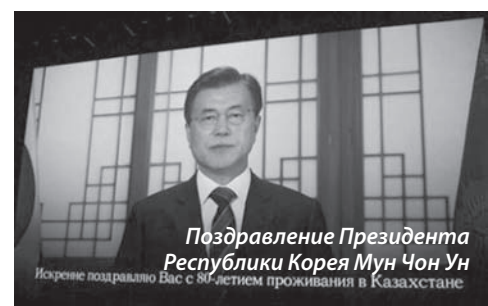 Поздравление Президента
Республики Корея Мун Чон Ун
Искренне поздравляю Вас с 80-летием проживания в Казахстане